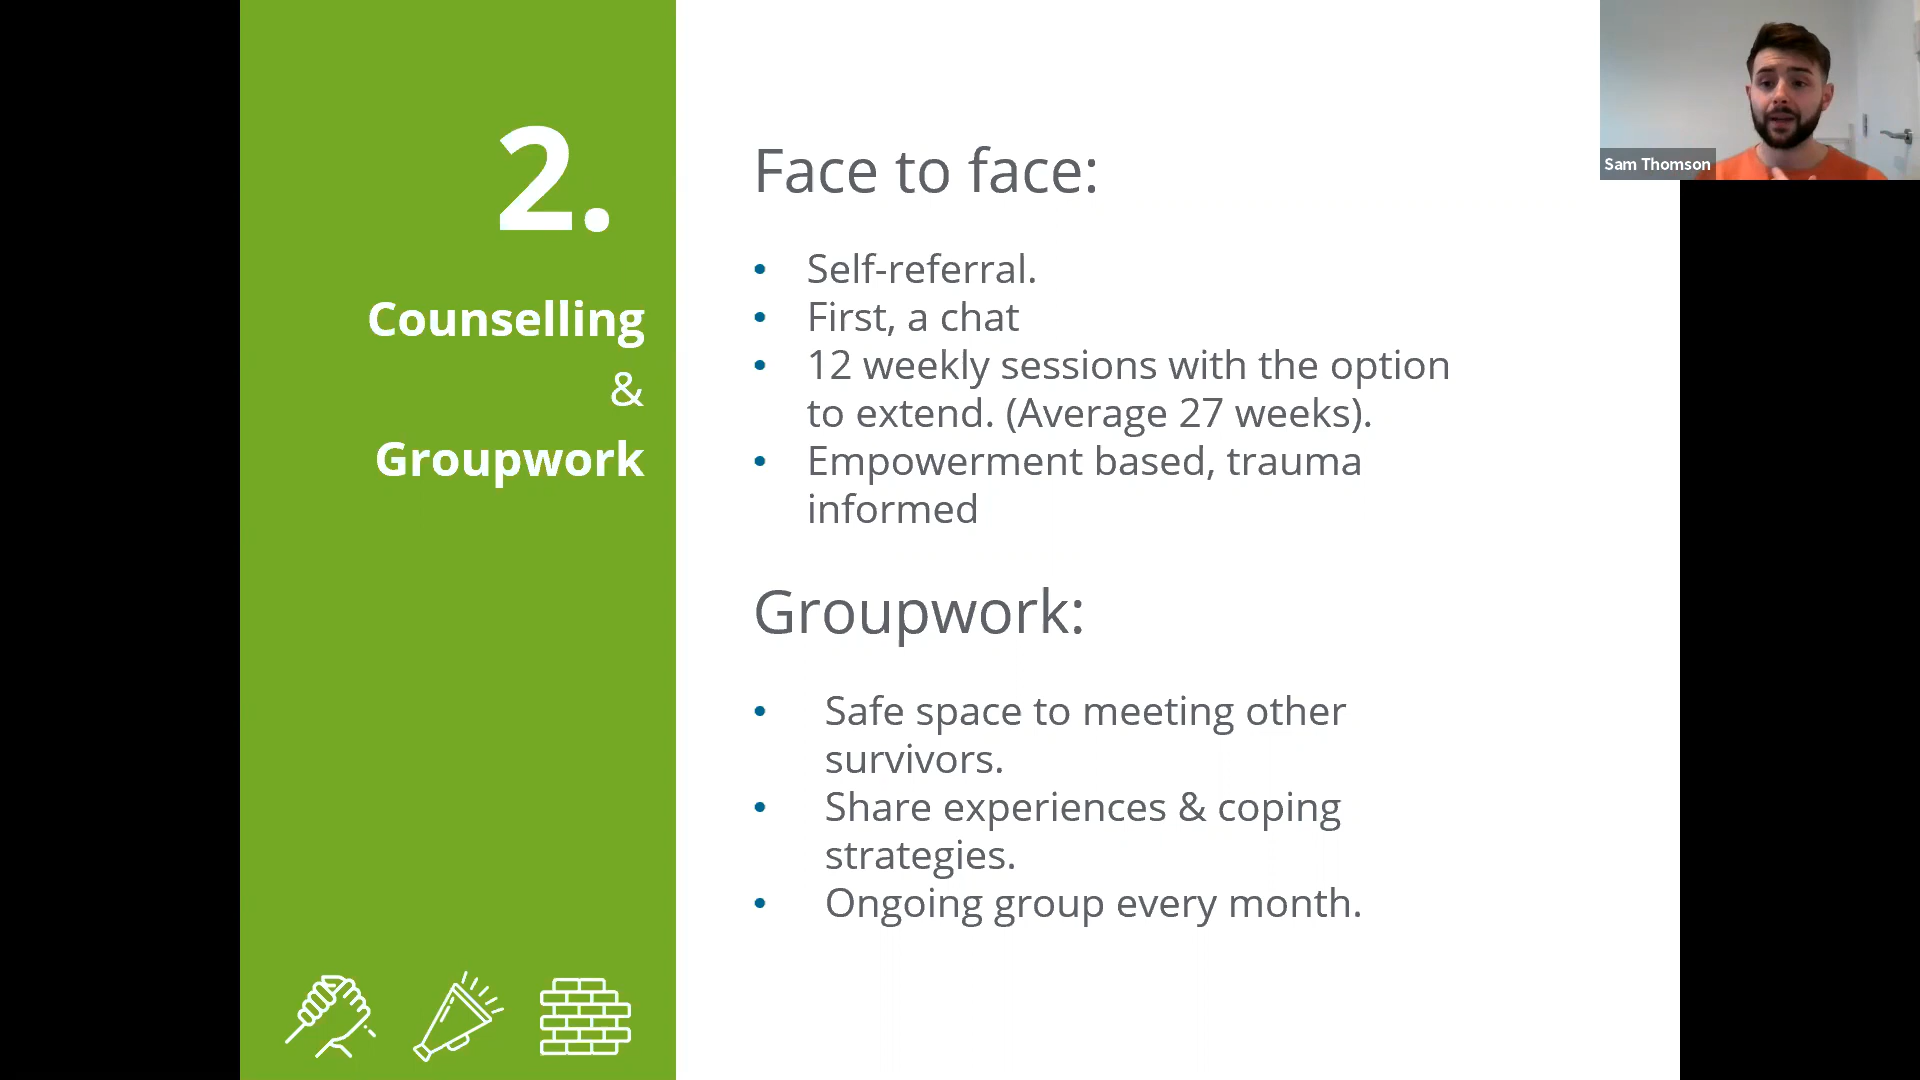 2.
Counselling
&
Groupwork
Face to face:
• Self-referral.
• First, a chat
• 12 weekly sessions with the option
to extend. (Average 27 weeks).
• Empowerment based, trauma
informed
Groupwork:
• Safe space to meeting other
survivors.
• Share experiences & coping
strategies.
• Ongoing group every month.
Sam Thomson